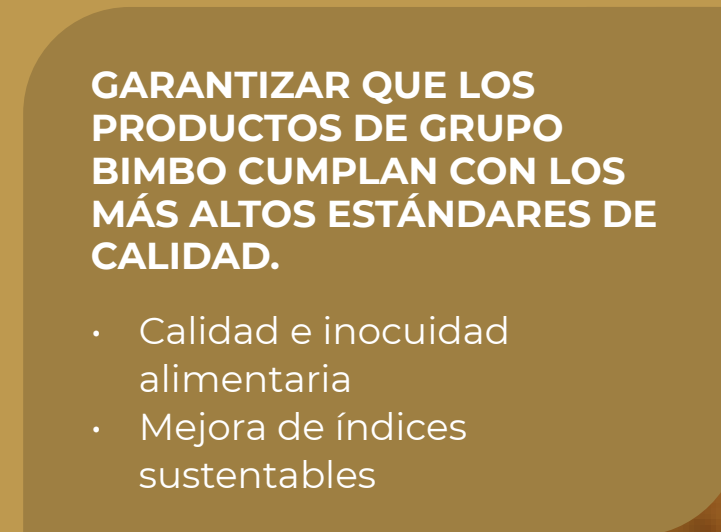 GARANTIZAR QUE LOS
PRODUCTOS DE GRUPO
BIMBO CUMPLAN CON LOS
MÁS ALTOS ESTÁNDARES DE
CALIDAD.
• Calidad e inocuidad
alimentaria
• Mejora de índices
sustentables